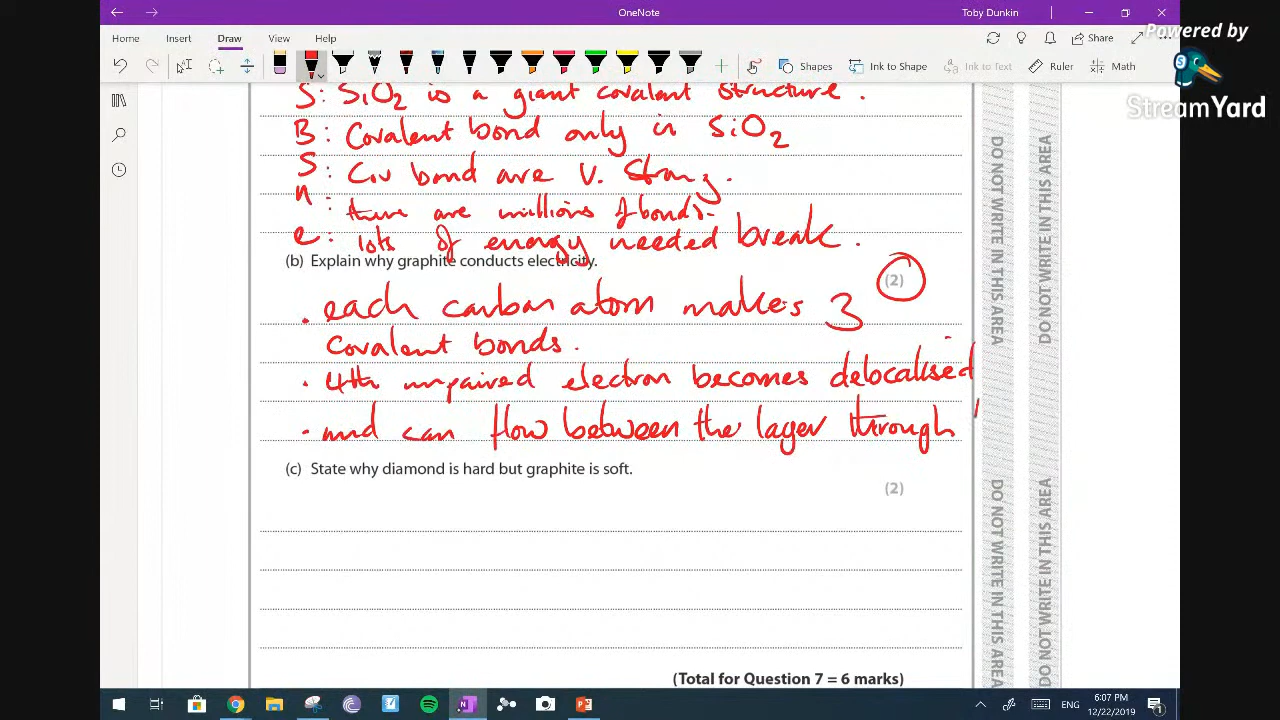 OneNote
Toby Dunkin
Powered by
StreamYard
Home Insert Draw View Help Share
Shapes Ink to Shape Ink to Text Ruler Math
S: SiO2 is a giant covalent structure.
B: Covalent bond only in SiO2
S: Cov bond are v. strong.
n: there are millions of bonds.
e: lots of energy needed break.
(b) Explain why graphite conducts electricity.
(2)
. each carbon atom makes 3
covalent bonds.
. 4th unpaired electron becomes delocalised
. and can flow between the layer through
(c) State why diamond is hard but graphite is soft.
(2)
(Total for Question 7 = 6 marks)
DO NOT WRITE IN THIS AREA
DO NOT WRITE IN THIS AREA
DO NOT WRITE IN THIS AREA
DO NOT WRITE IN THIS AREA
ENG
6:07 PM
12/22/2019